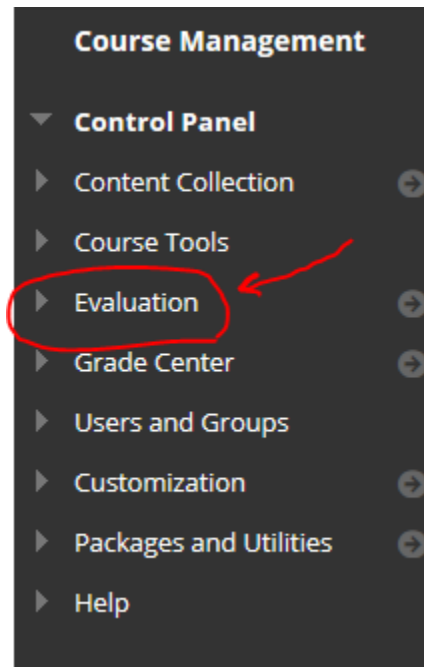 Course Management
Control Panel
Content Collection
Course Tools
Evaluation
Grade Center
Users and Groups
Customization
Packages and Utilities
Help